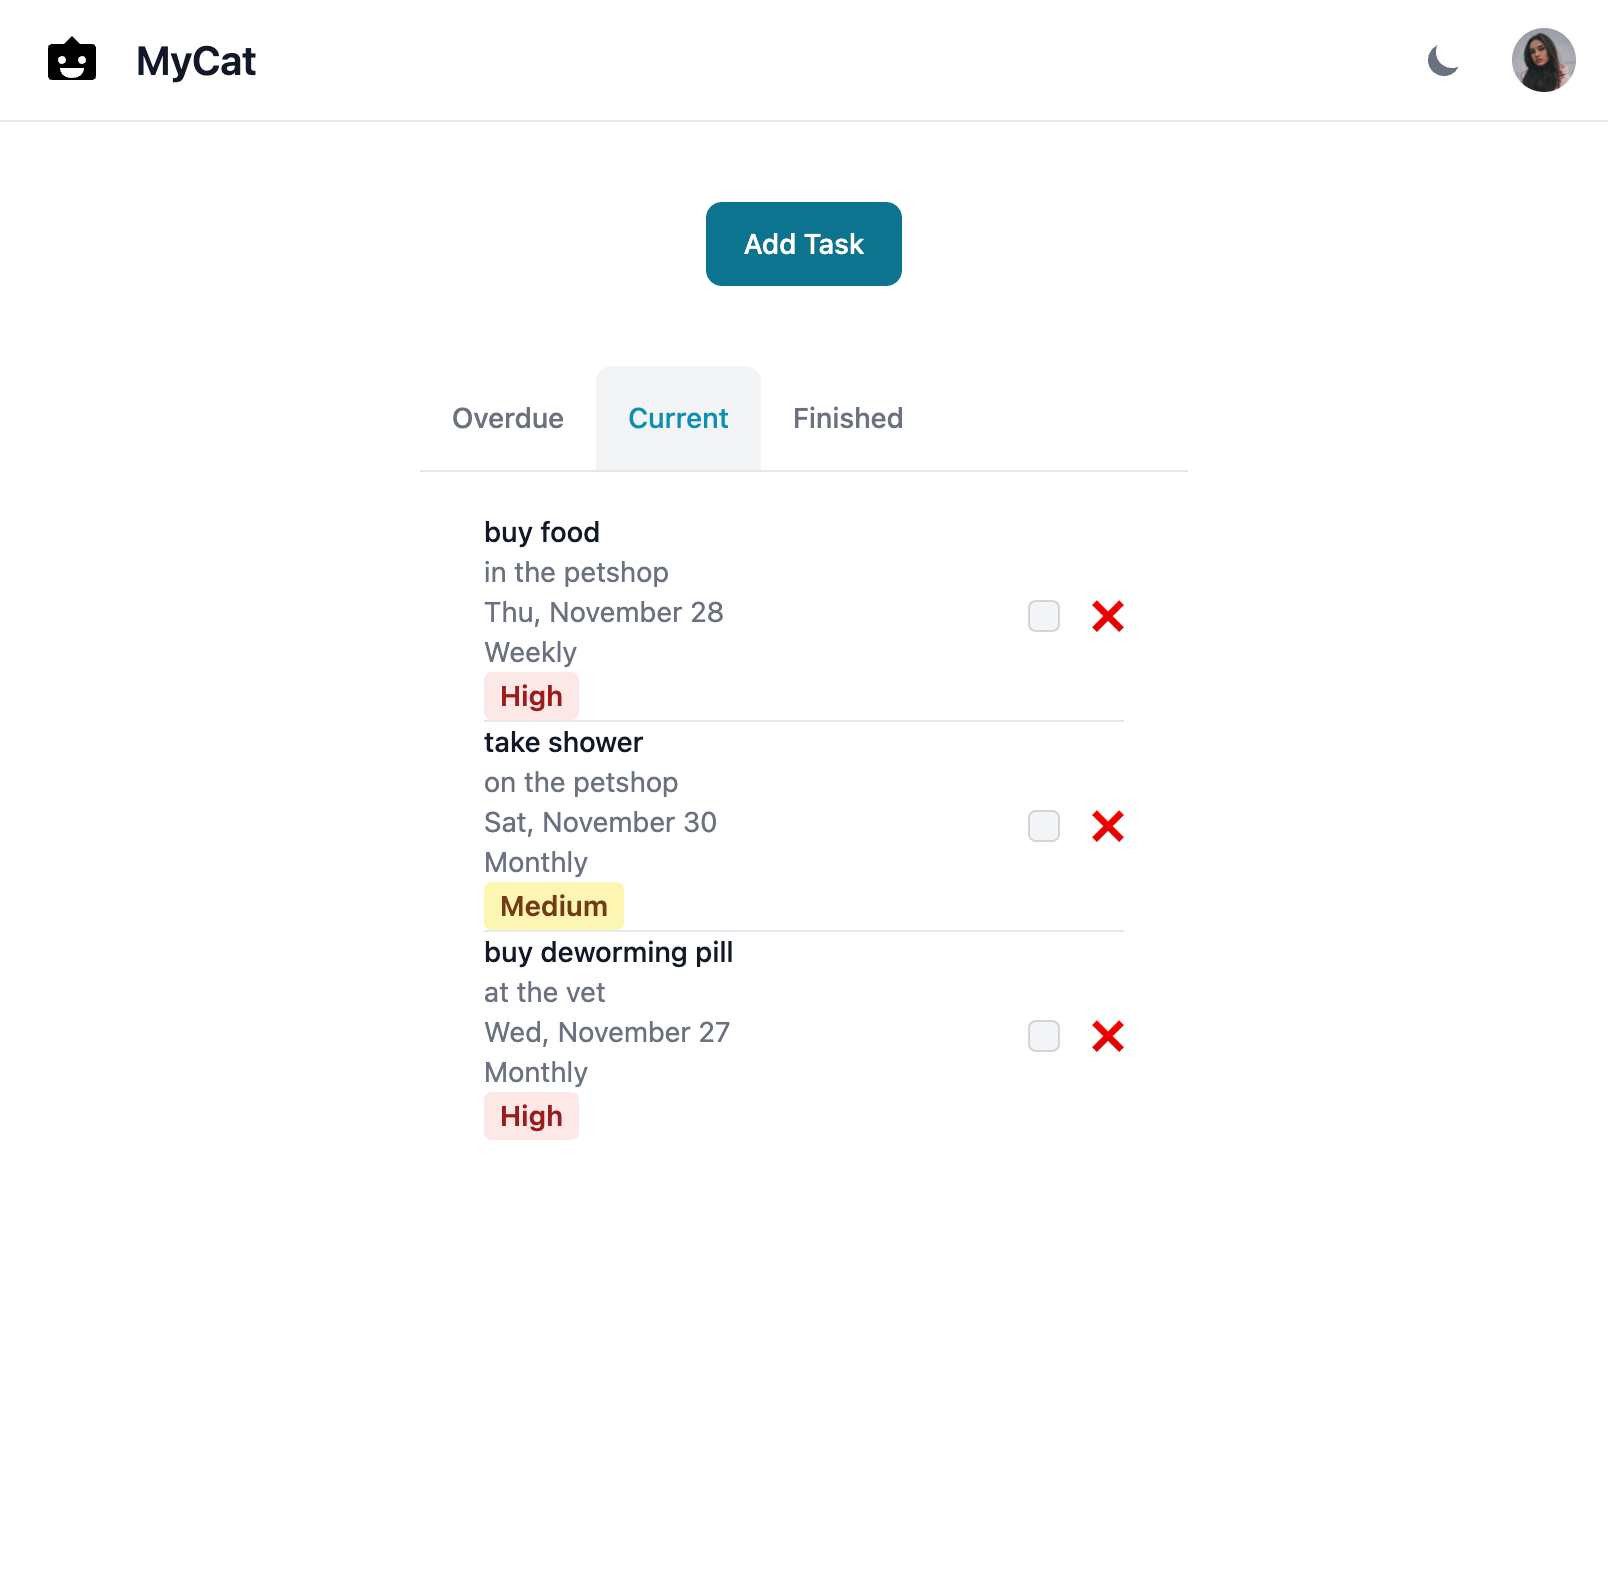 MyCat
Add Task
Overdue Current Finished
buy food
in the petshop
Thu, November 28
Weekly
High
take shower
on the petshop
Sat, November 30
Monthly
Medium
buy deworming pill
at the vet
Wed, November 27
Monthly
High